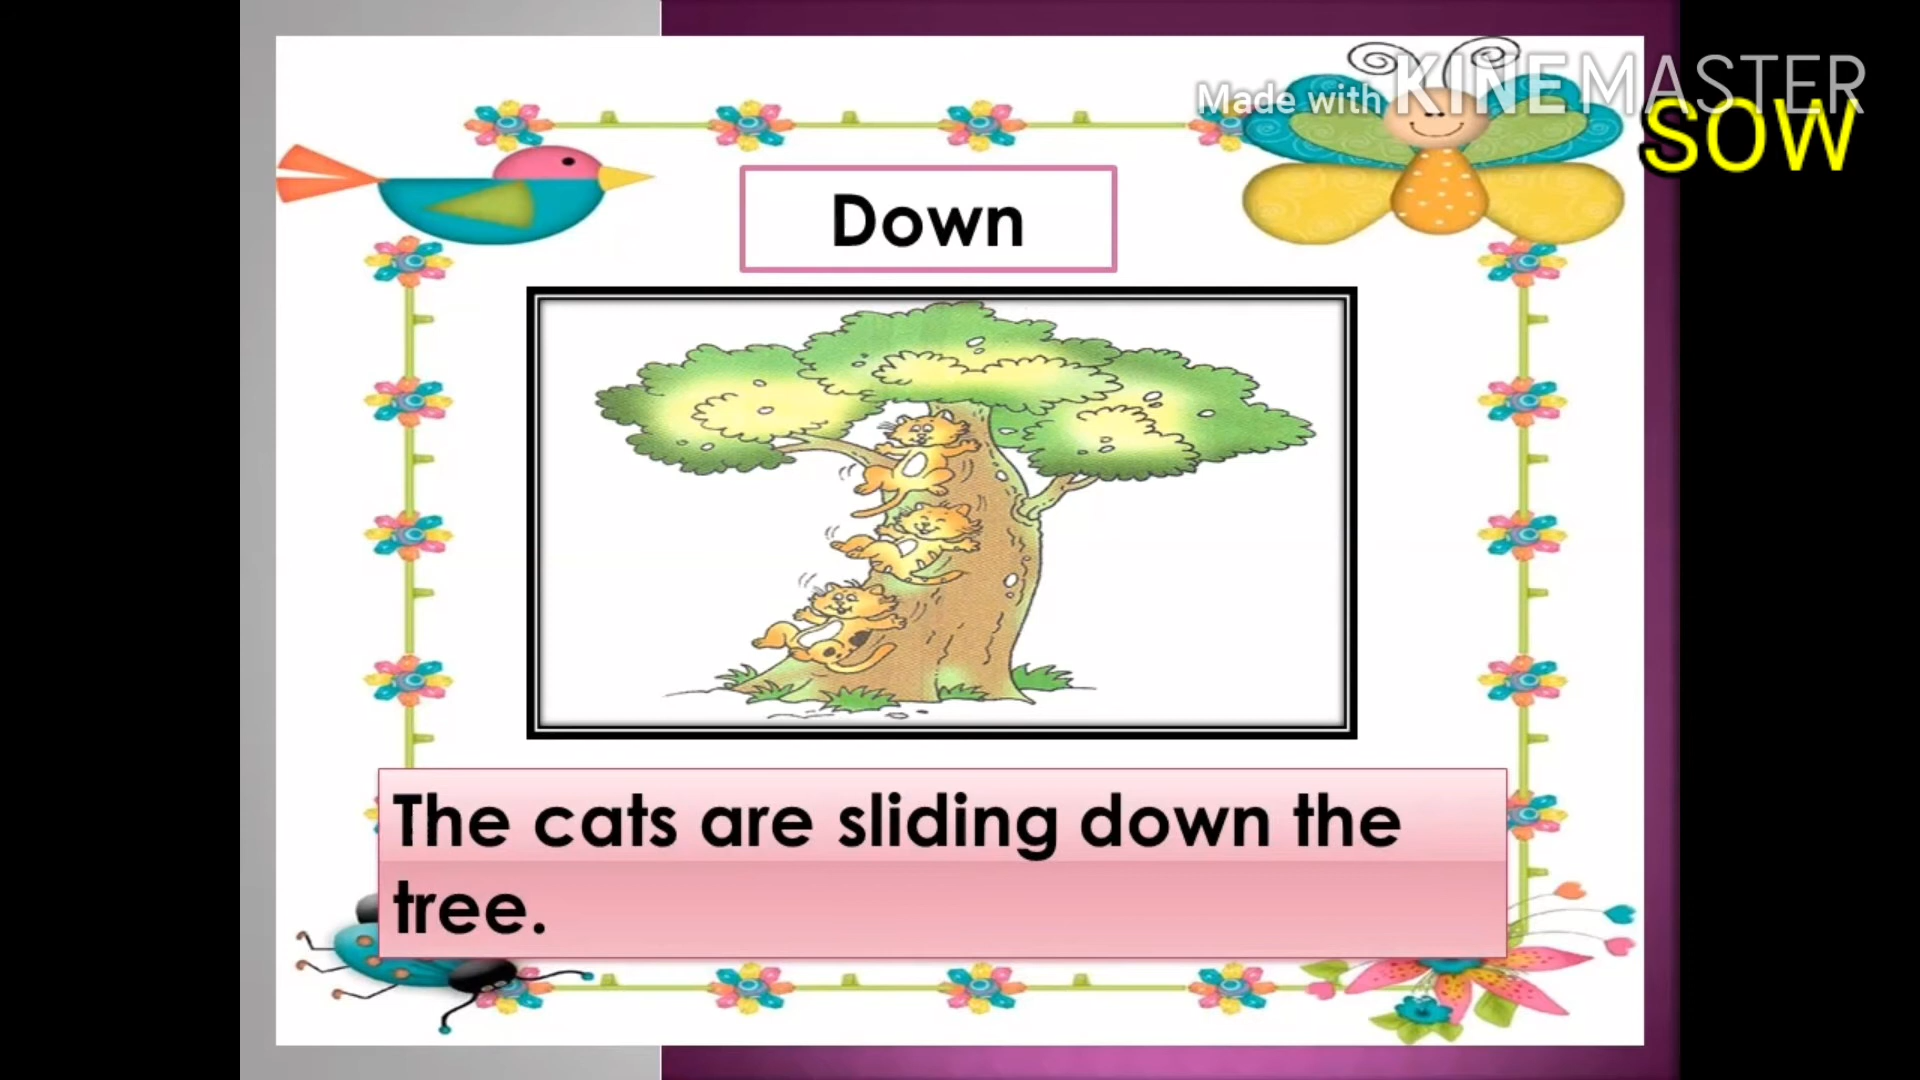 Made with KINEMASTER
SOW
Down
The cats are sliding down the
tree.